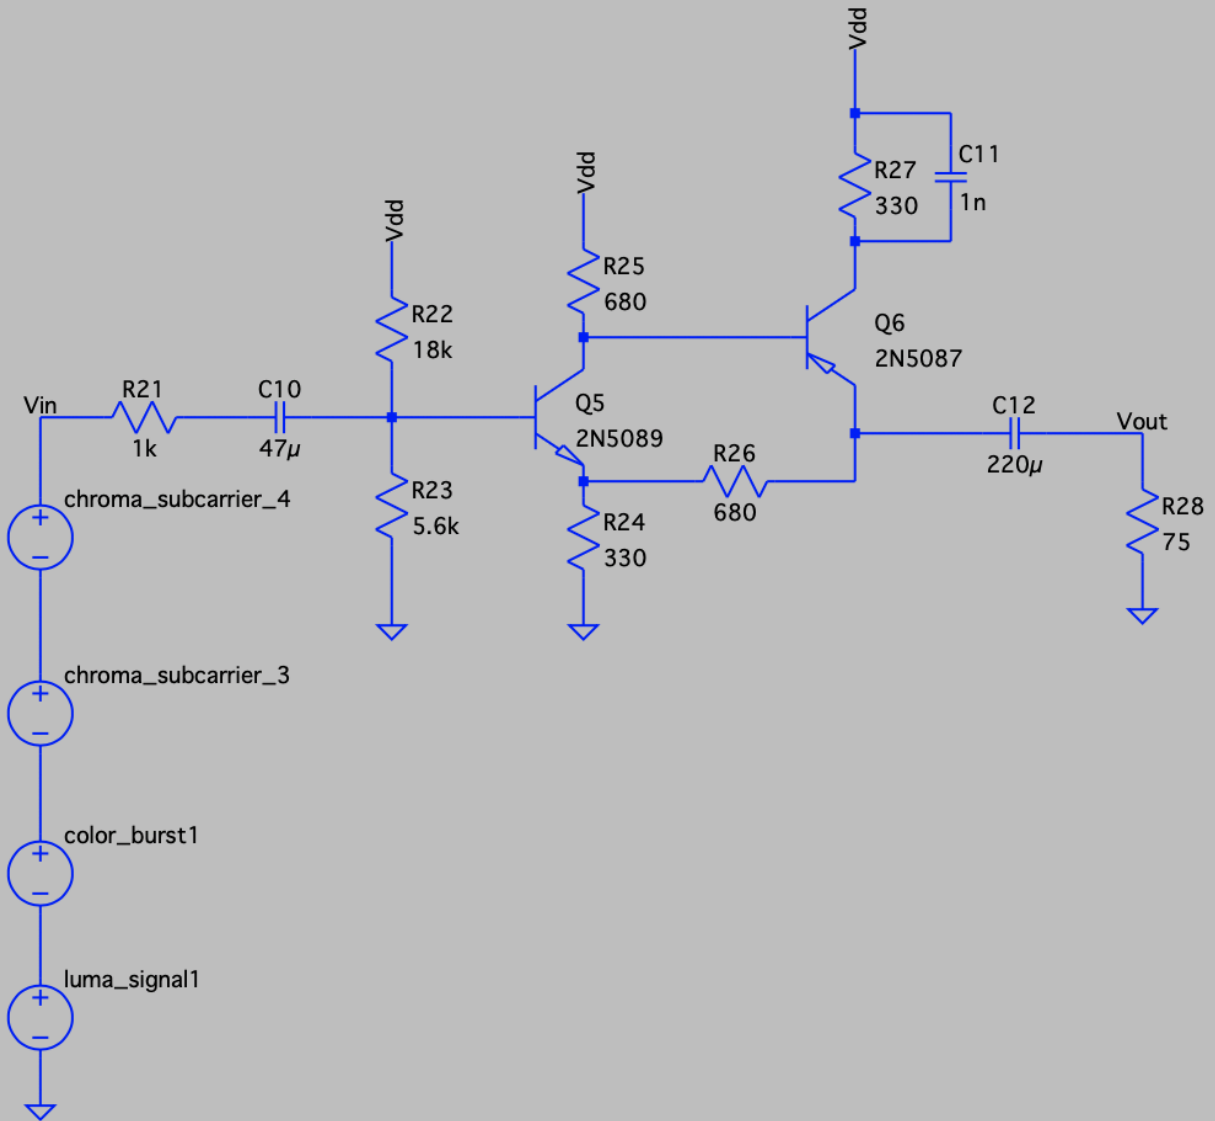 Vdd
R27
330
C11
1n
Vdd
R25
680
Vdd
R22
18k
Q6
2N5087
Vin
R21
1k
C10
47µ
Q5
2N5089
C12
220µ
Vout
R26
680
R23
5.6k
R24
330
R28
75
chroma_subcarrier_4
+
−
chroma_subcarrier_3
+
−
color_burst1
+
−
luma_signal1
+
−